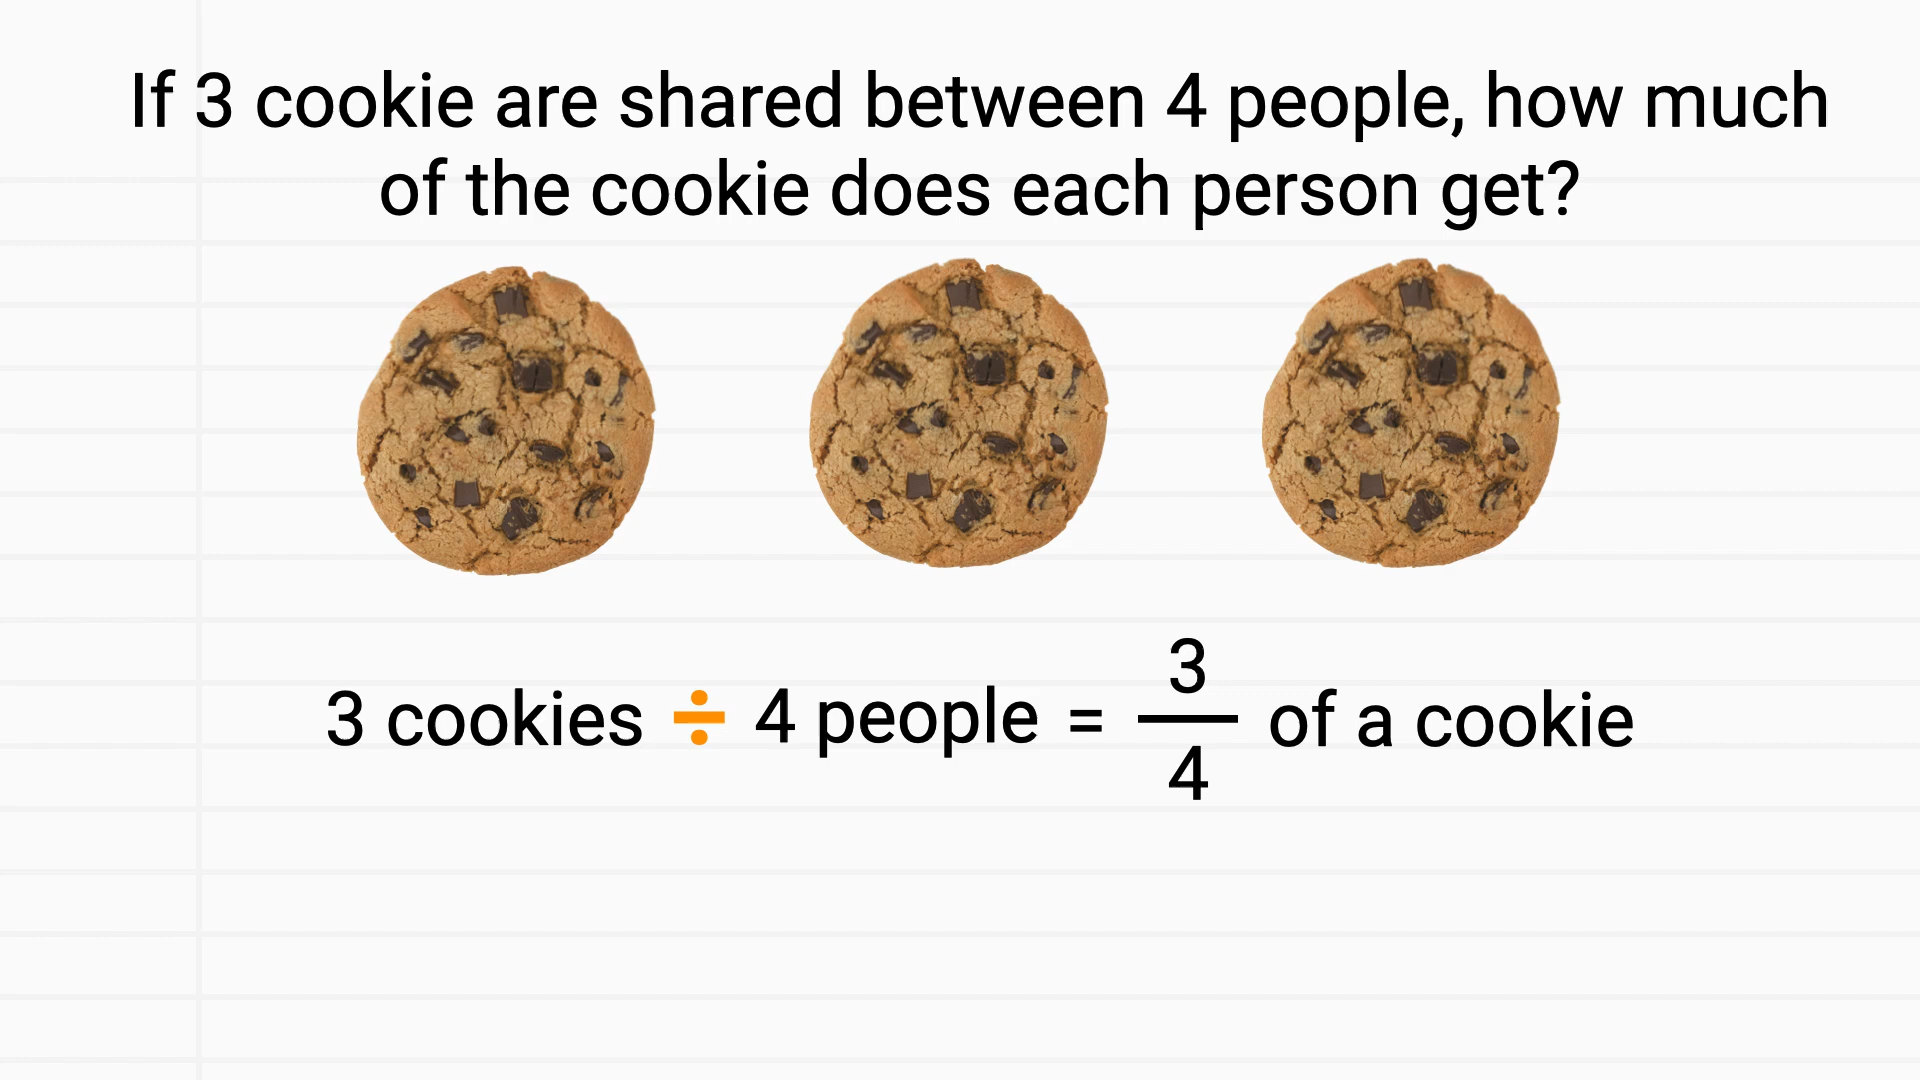 If 3 cookie are shared between 4 people, how much
of the cookie does each person get?
3 cookies ÷ 4 people = 3/4 of a cookie